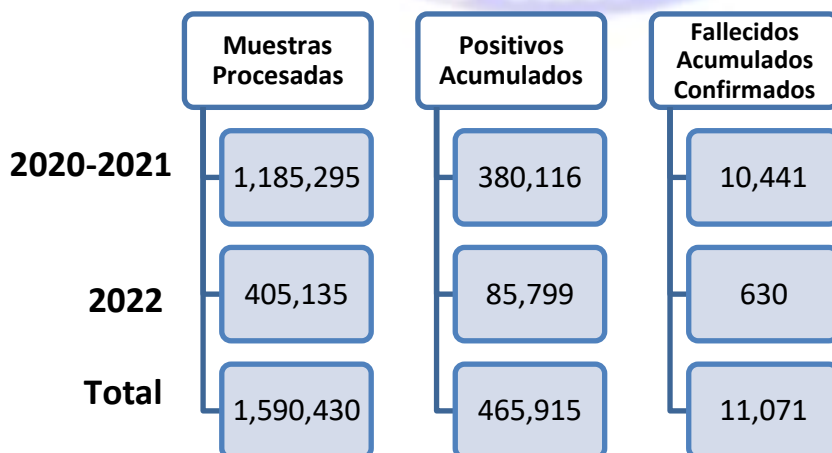 Muestras
Procesadas
Positivos
Acumulados
Fallecidos
Acumulados
Confirmados
2020-2021
1,185,295
380,116
10,441
2022
405,135
85,799
630
Total
1,590,430
465,915
11,071